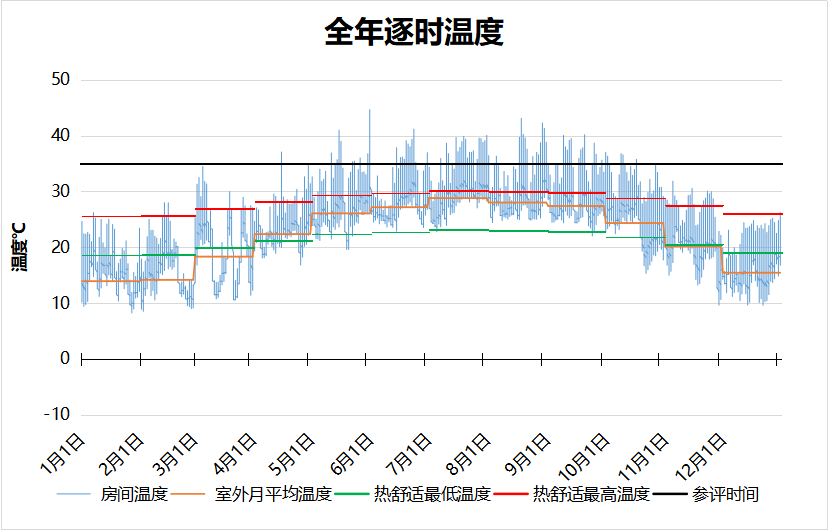 全年逐时温度
温度℃
50
40
30
20
10
0
-10
1月1日
2月1日
3月1日
4月1日
5月1日
6月1日
7月1日
8月1日
9月1日
10月1日
11月1日
12月1日
房间温度 室外月平均温度 热舒适最低温度 热舒适最高温度 参评时间